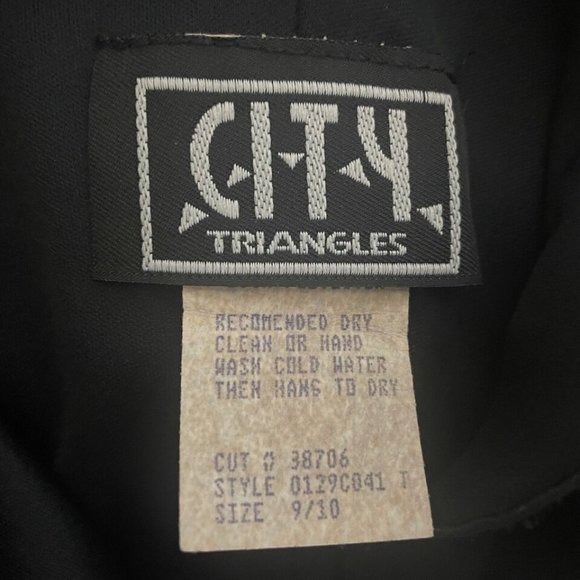 CITY
TRIANGLES
RECOMENDED DRY
CLEAN OR HAND
WASH COLD WATER
THEN HANG TO DRY
CUT # 38706
STYLE 0129C041 T
SIZE 9/10